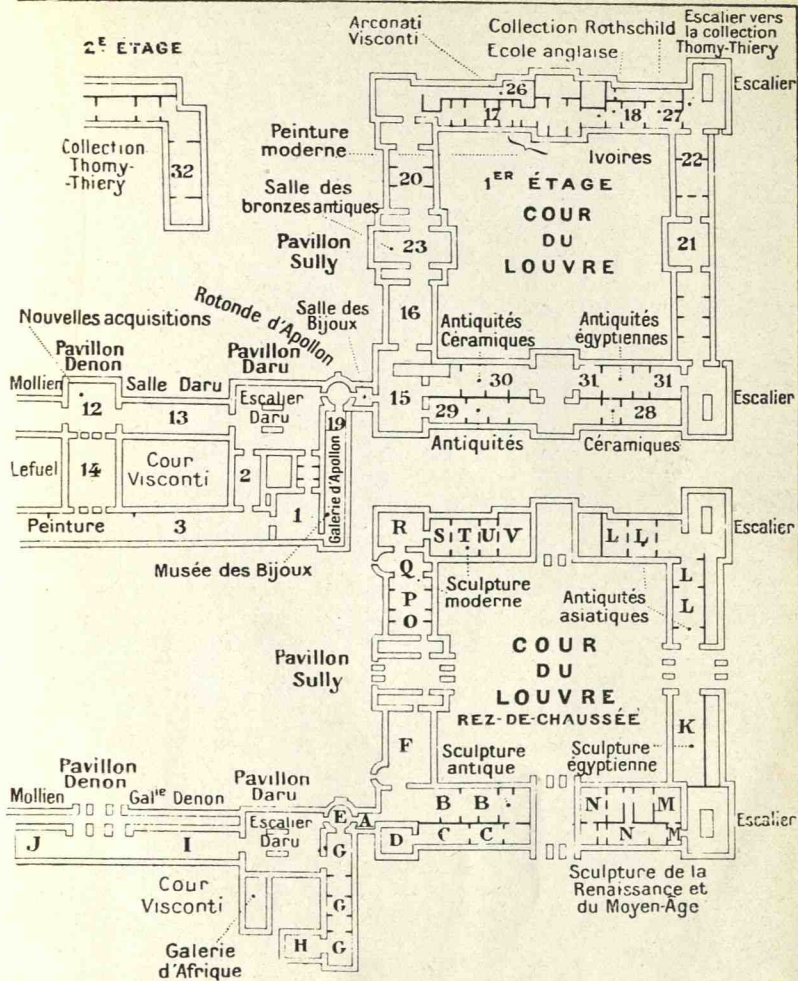 2E ÉTAGE
Collection
Thomy-
-Thiery
32
Arconati
Visconti
Collection Rothschild
Ecole anglaise
Escalier vers
la collection
Thomy-Thiery
Escalier
26
17
18
27
Peinture
moderne
Ivoires
22
20
1ER ÉTAGE
Salle des
bronzes antiques
COUR
DU
LOUVRE
Pavillon
Sully
23
21
Rotonde d'Apollon
Salle des
Bijoux
16
Antiquités
Céramiques
Antiquités
égyptiennes
Nouvelles acquisitions
Pavillon
Denon
Pavillon
Daru
Mollien
Salle Daru
Escalier
Daru
12
13
19
15
30
31
31
29
28
Escalier
Antiquités
Céramiques
Lefuel
14
Cour
Visconti
2
Galerie d'Apollon
Peinture
3
1
Musée des Bijoux
R
S T U V
L L
Escalier
Q
Sculpture
moderne
Antiquités
asiatiques
L
L
P
O
Pavillon
Sully
COUR
DU
LOUVRE
REZ-DE-CHAUSSÉE
F
Sculpture
antique
Sculpture
égyptienne
K
Pavillon
Denon
Pavillon
Daru
Mollien
Galie Denon
Escalier
Daru
E
A
B B
C C
D
N
M
N
M
Escalier
J
I
G
Sculpture de la
Renaissance et
du Moyen-Âge
Cour
Visconti
G
H
G
Galerie
d'Afrique